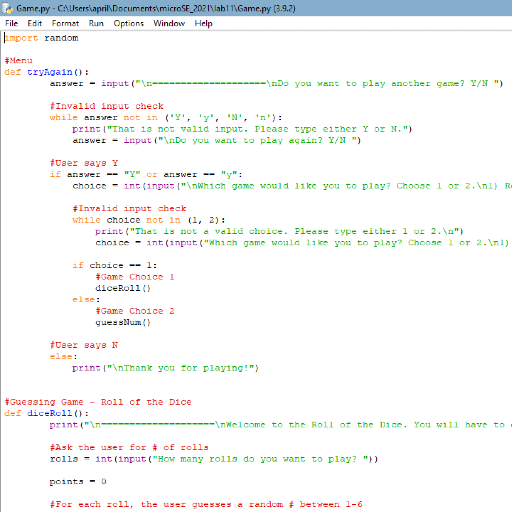 Game.py - C:\Users\april\Documents\microSE_2021\lab11\Game.py (3.9.2)
File Edit Format Run Options Window Help
import random
#Menu
def tryAgain():
answer = input("\n=====================\nDo you want to play another game? Y/N ")
#Invalid input check
while answer not in ('Y', 'y', 'N', 'n'):
print("That is not valid input. Please type either Y or N.")
answer = input("\nDo you want to play again? Y/N ")
#User says Y
if answer == "Y" or answer == "y":
choice = int(input("\nWhich game would like you to play? Choose 1 or 2.\n1) R
#Invalid input check
while choice not in (1, 2):
print("That is not a valid choice. Please type either 1 or 2.\n")
choice = int(input("Which game would like you to play? Choose 1 or 2.\n1)
if choice == 1:
#Game Choice 1
diceRoll()
else:
#Game Choice 2
guessNum()
#User says N
else:
print("\nThank you for playing!")
#Guessing Game - Roll of the Dice
def diceRoll():
print("\n=====================\nWelcome to the Roll of the Dice. You will have to
#Ask the user for # of rolls
rolls = int(input("How many rolls do you want to play? "))
points = 0
#For each roll, the user guesses a random # between 1-6